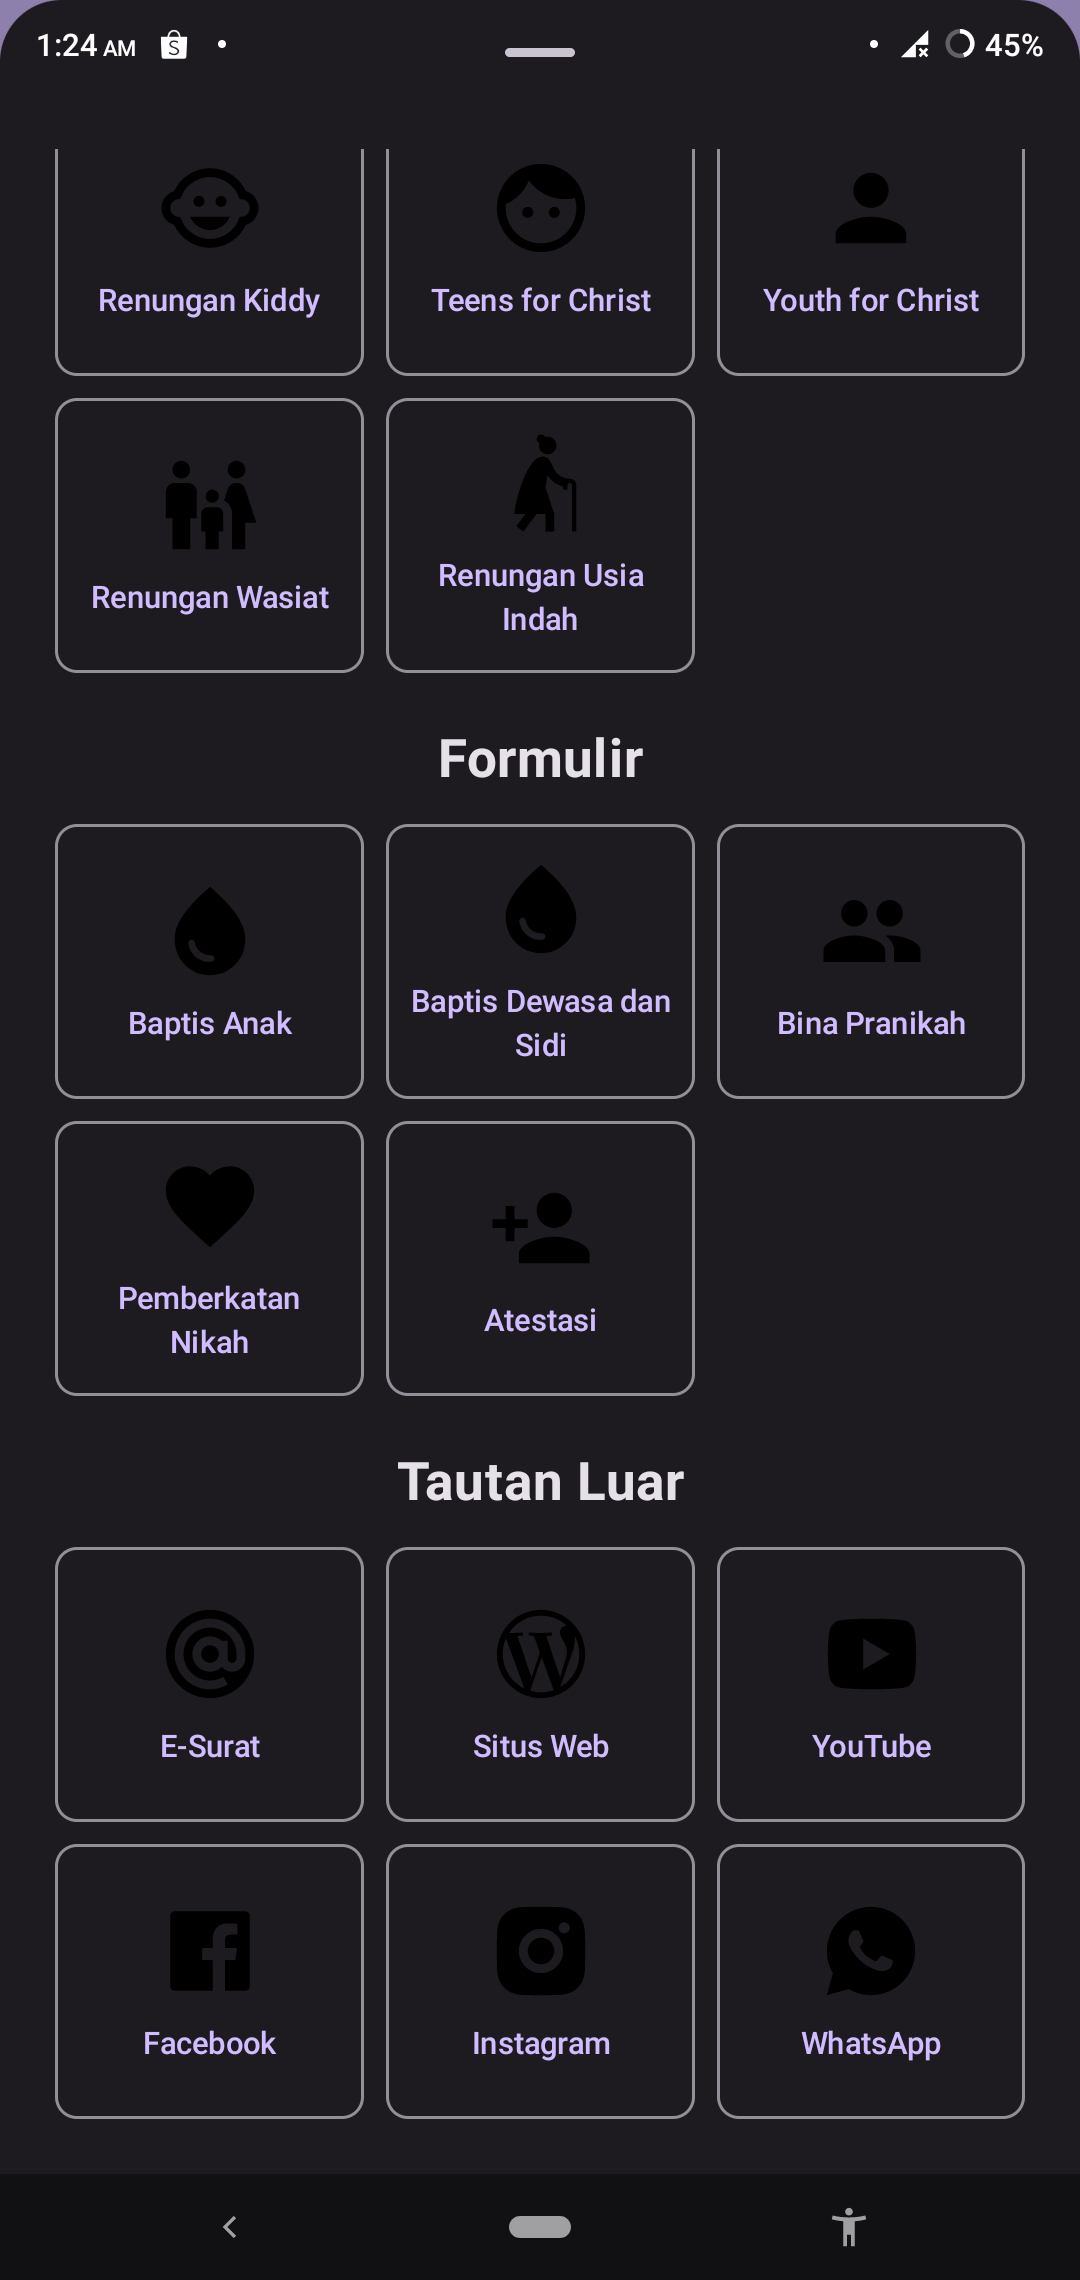 1:24 AM
45%
Renungan Kiddy
Teens for Christ
Youth for Christ
Renungan Wasiat
Renungan Usia
Indah
Formulir
Baptis Anak
Baptis Dewasa dan
Sidi
Bina Pranikah
Pemberkatan
Nikah
Atestasi
Tautan Luar
E-Surat
Situs Web
YouTube
Facebook
Instagram
WhatsApp